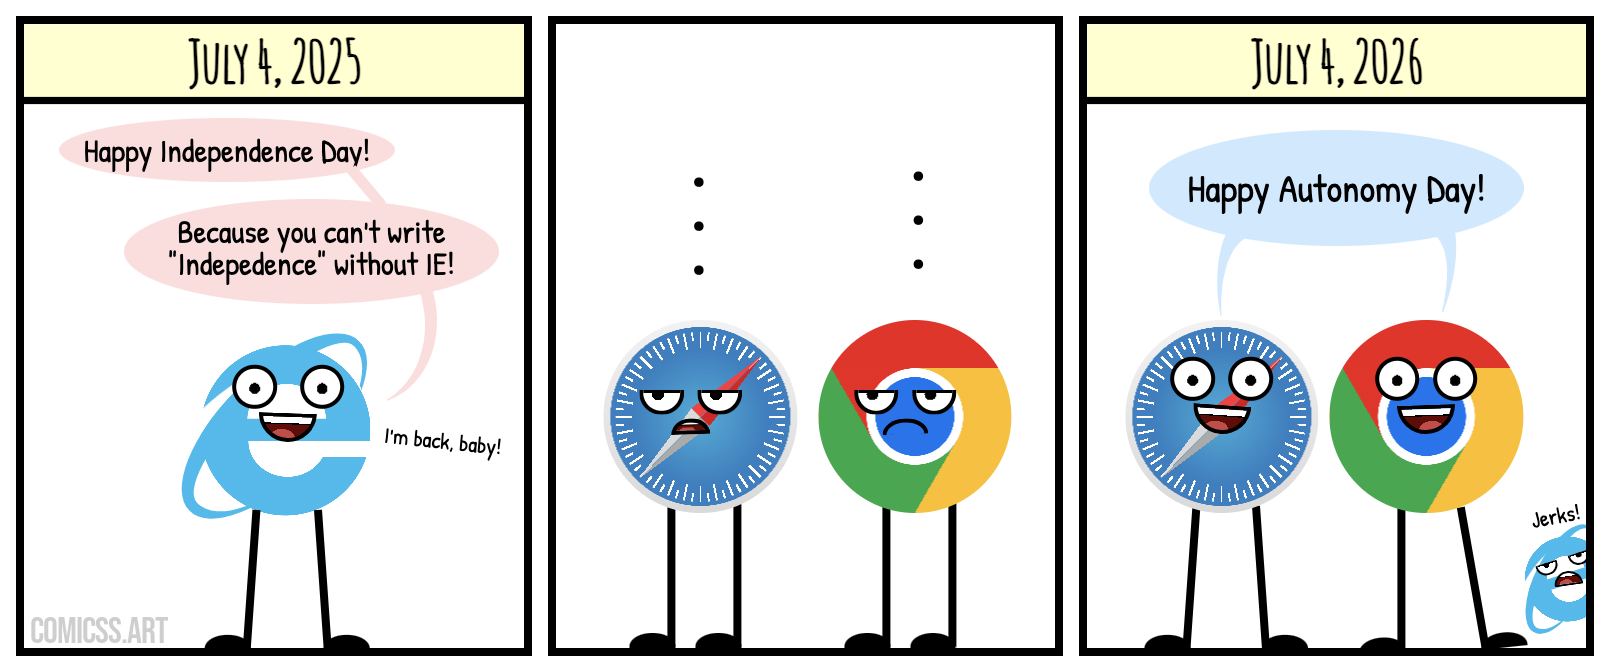 July 4, 2025
Happy Independence Day!
Because you can't write
"Indepedence" without IE!
I'm back, baby!
COMICSS.ART
July 4, 2026
Happy Autonomy Day!
Jerks!